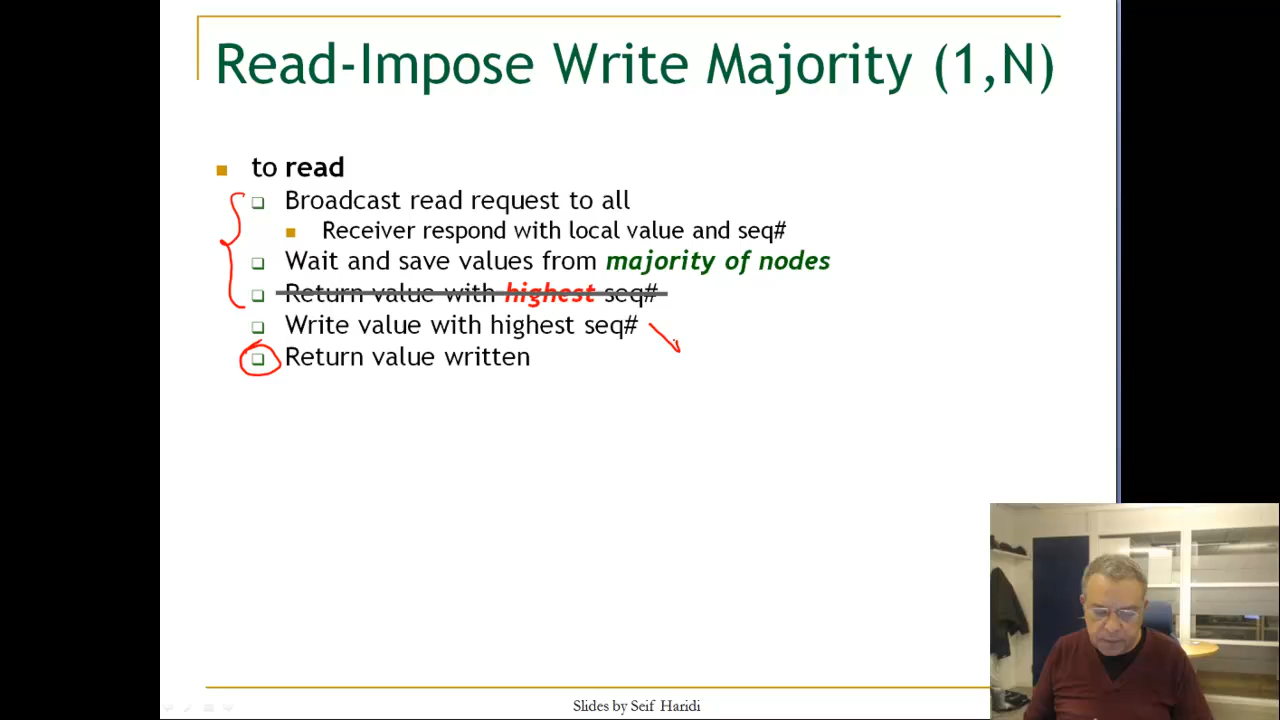 Read-Impose Write Majority (1,N)
to read
Broadcast read request to all
Receiver respond with local value and seq#
Wait and save values from majority of nodes
Return value with highest seq#
Write value with highest seq#
Return value written
Slides by Seif Haridi